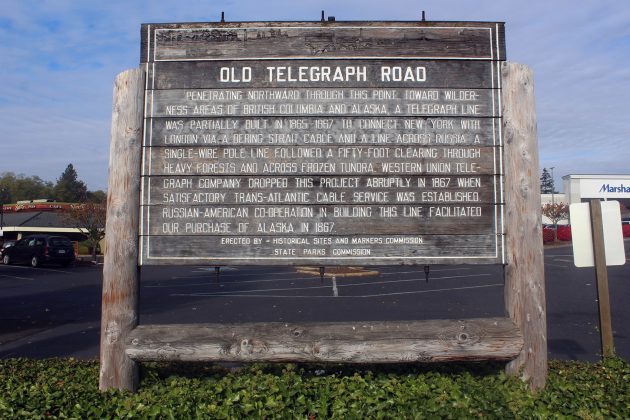 OLD TELEGRAPH ROAD
PENETRATING NORTHWARD THROUGH THIS POINT TOWARD WILDER-
NESS AREAS OF BRITISH COLUMBIA AND ALASKA, A TELEGRAPH LINE
WAS PARTIALLY BUILT IN 1865-1867 TO CONNECT NEW YORK WITH
LONDON VIA A BERING STRAIT CABLE AND A LINE ACROSS RUSSIA. A
SINGLE-WIRE POLE LINE FOLLOWED A FIFTY-FOOT CLEARING THROUGH
HEAVY FORESTS AND ACROSS FROZEN TUNDRA. WESTERN UNION TELE-
GRAPH COMPANY DROPPED THIS PROJECT ABRUPTLY IN 1867 WHEN
SATISFACTORY TRANS-ATLANTIC CABLE SERVICE WAS ESTABLISHED.
RUSSIAN-AMERICAN CO-OPERATION IN BUILDING THIS LINE FACILITATED
OUR PURCHASE OF ALASKA IN 1867.
ERECTED BY - HISTORICAL SITES AND MARKERS COMMISSION
STATE PARKS COMMISSION
Marsha